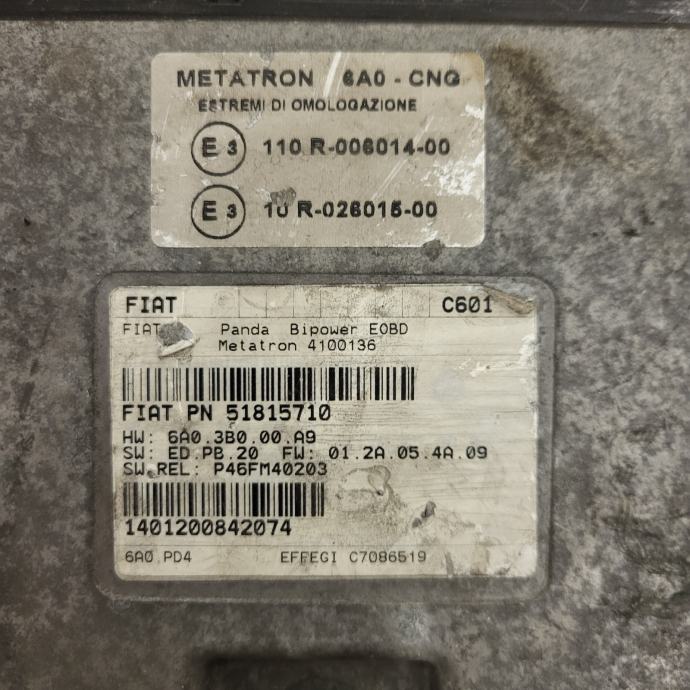 METATRON 6A0 - CNG
ESTREMI DI OMOLOGAZIONE
E 3 110 R-006014-00
E 3 10 R-026015-00
FIAT C601
FIAT Panda Bipower EOBD
Metatron 4100136
FIAT PN 51815710
HW: 6A0.3B0.00.A9
SW: ED.PB.20 FW: 01.2A.05.4A.09
SW.REL: P46FM40203
1401200842074
6A0 PD4 EFFEGI C7086519